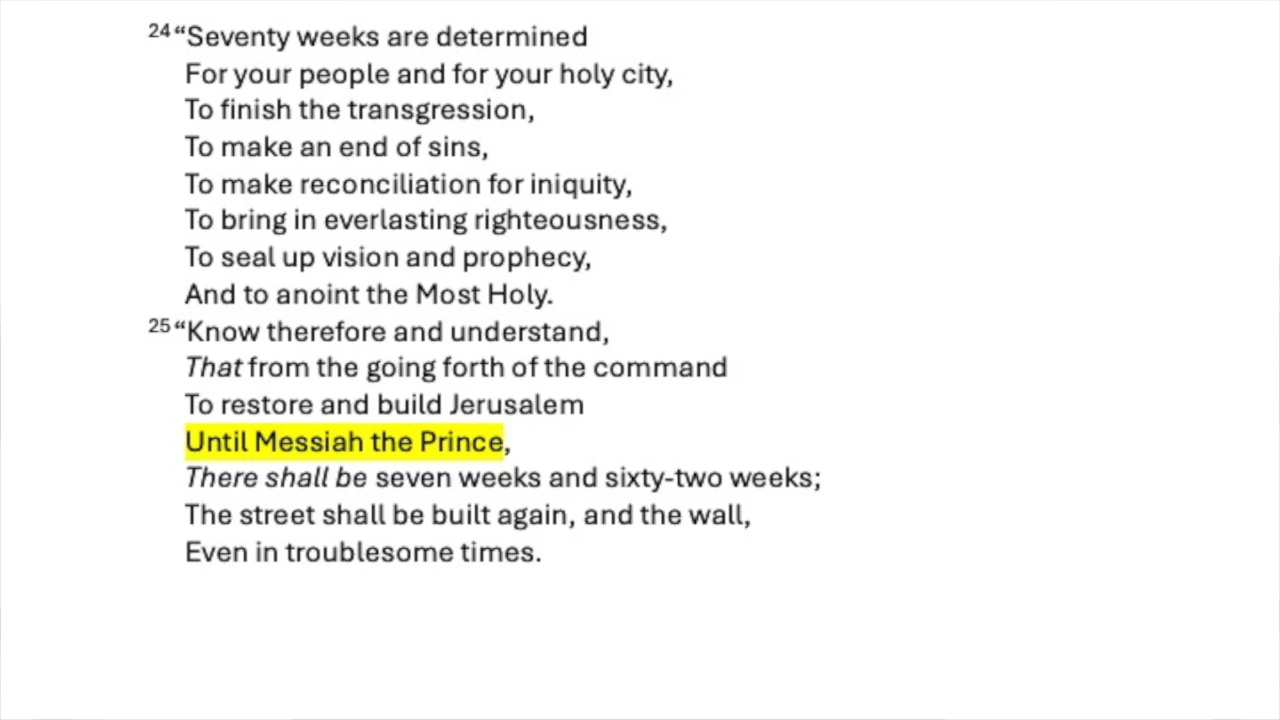 24 “Seventy weeks are determined
For your people and for your holy city,
To finish the transgression,
To make an end of sins,
To make reconciliation for iniquity,
To bring in everlasting righteousness,
To seal up vision and prophecy,
And to anoint the Most Holy.
25 “Know therefore and understand,
That from the going forth of the command
To restore and build Jerusalem
Until Messiah the Prince,
There shall be seven weeks and sixty-two weeks;
The street shall be built again, and the wall,
Even in troublesome times.